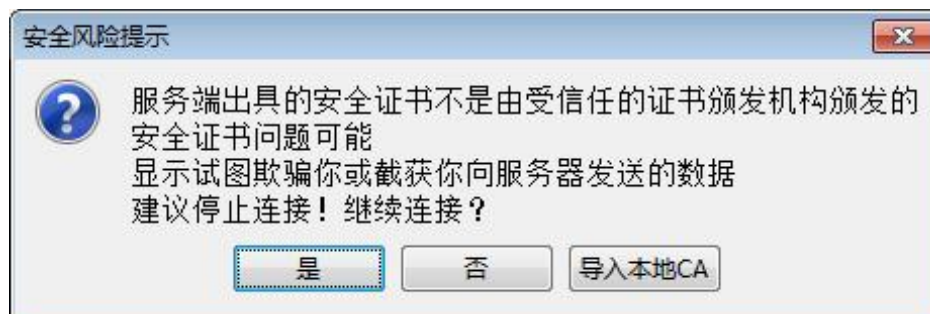 安全风险提示
服务端出具的安全证书不是由受信任的证书颁发机构颁发的
安全证书问题可能
显示试图欺骗你或截获你向服务器发送的数据
建议停止连接！继续连接？
是
否
导入本地CA